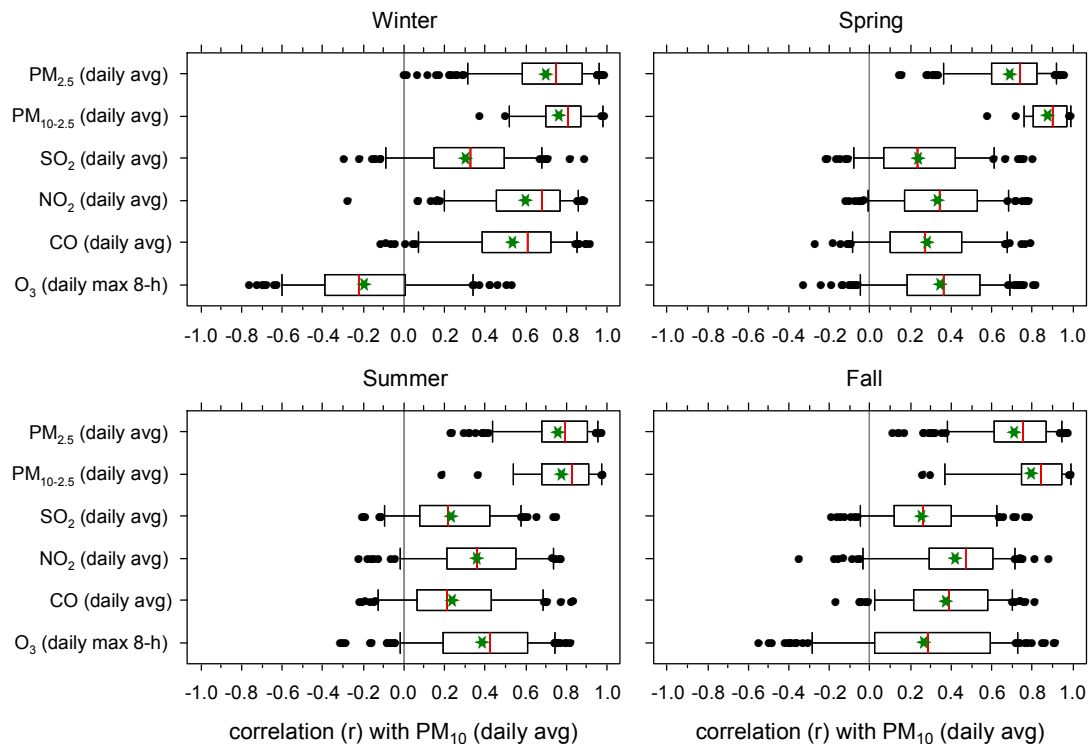 Winter
Spring
PM2.5 (daily avg)
PM10-2.5 (daily avg)
SO2 (daily avg)
NO2 (daily avg)
CO (daily avg)
O3 (daily max 8-h)
-1.0 -0.8 -0.6 -0.4 -0.2 0.0 0.2 0.4 0.6 0.8 1.0
-1.0 -0.8 -0.6 -0.4 -0.2 0.0 0.2 0.4 0.6 0.8 1.0
Summer
Fall
PM2.5 (daily avg)
PM10-2.5 (daily avg)
SO2 (daily avg)
NO2 (daily avg)
CO (daily avg)
O3 (daily max 8-h)
-1.0 -0.8 -0.6 -0.4 -0.2 0.0 0.2 0.4 0.6 0.8 1.0
-1.0 -0.8 -0.6 -0.4 -0.2 0.0 0.2 0.4 0.6 0.8 1.0
correlation (r) with PM10 (daily avg)
correlation (r) with PM10 (daily avg)